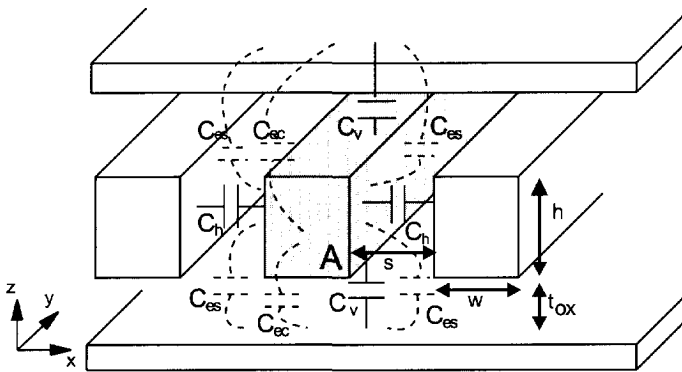 C_es C_ec C_v C_es
C_h C_h h
A s
z y C_es C_v w t_ox
C_ec C_es
x